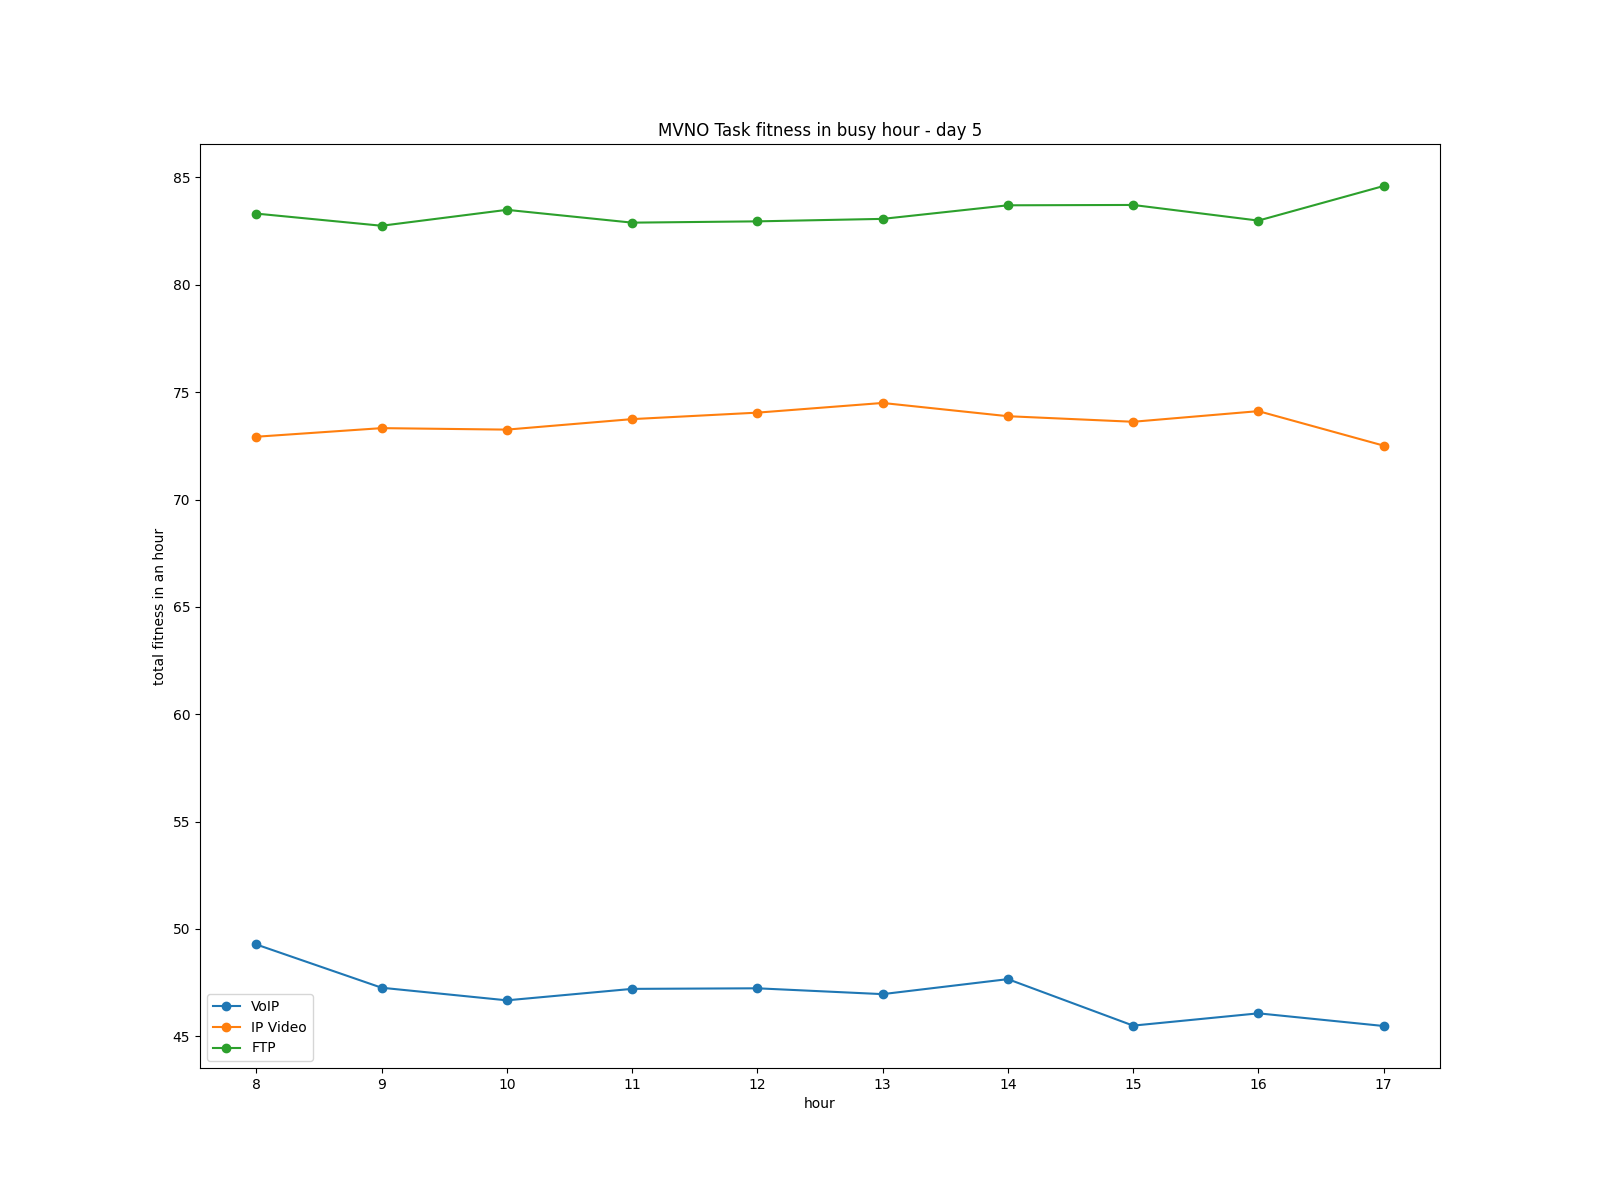 MVNO Task fitness in busy hour - day 5
85
80
75
70
65
60
55
50
45
total fitness in an hour
VoIP
IP Video
FTP
8 9 10 11 12 13 14 15 16 17
hour